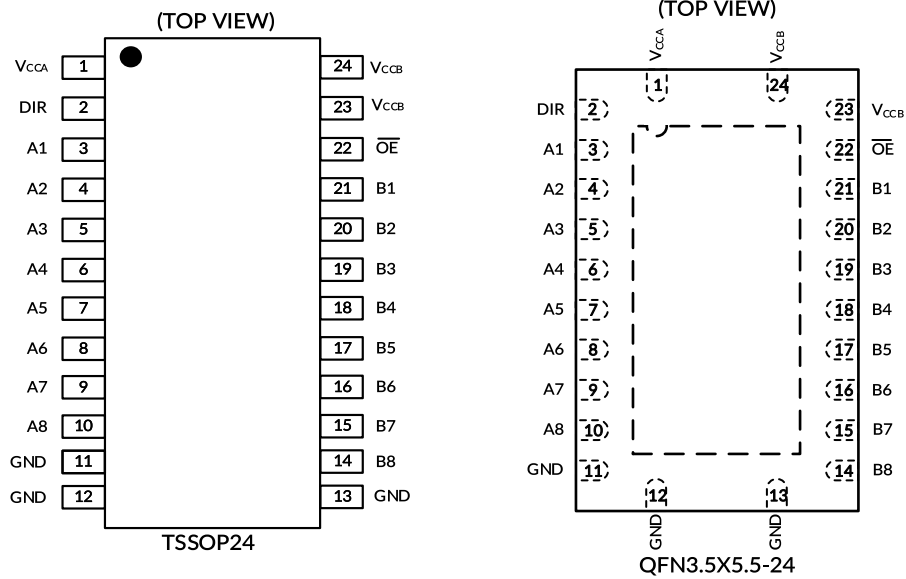 (TOP VIEW)
VCCA 1 24 VCCB
DIR 2 23 VCCB
A1 3 22 OE
A2 4 21 B1
A3 5 20 B2
A4 6 19 B3
A5 7 18 B4
A6 8 17 B5
A7 9 16 B6
A8 10 15 B7
GND 11 14 B8
GND 12 13 GND
TSSOP24
(TOP VIEW)
VCCA VCCB
1 24
DIR 2 23 VCCB
A1 3 22 OE
A2 4 21 B1
A3 5 20 B2
A4 6 19 B3
A5 7 18 B4
A6 8 17 B5
A7 9 16 B6
A8 10 15 B7
GND 11 14 B8
12 13
GND GND
QFN3.5X5.5-24